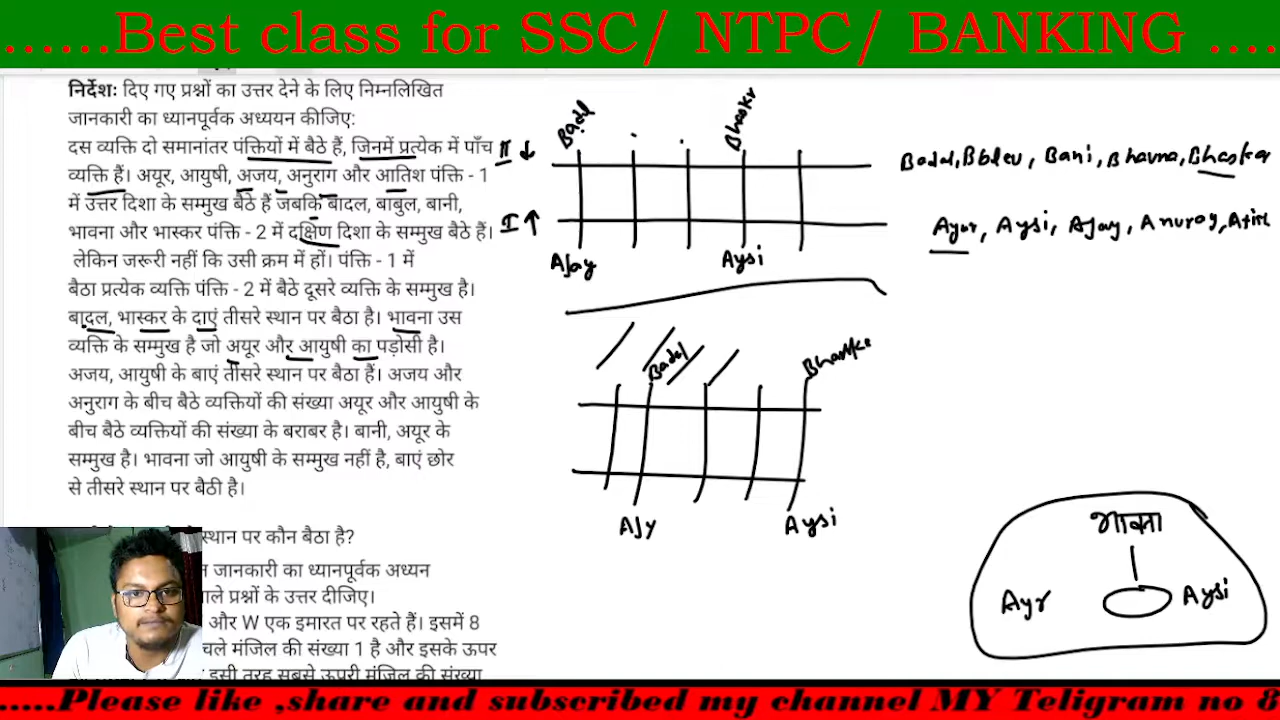 ......Best class for SSC/ NTPC/ BANKING ....
निर्देशः दिए गए प्रश्नों का उत्तर देने के लिए निम्नलिखित
जानकारी का ध्यानपूर्वक अध्ययन कीजिए:
दस व्यक्ति दो समानांतर पंक्तियों में बैठे हैं, जिनमें प्रत्येक में पाँच
व्यक्ति हैं। अयूर, आयुषी, अजय, अनुराग और आतिश पंक्ति - 1
में उत्तर दिशा के सम्मुख बैठे हैं जबकि बादल, बाबुल, बानी,
भावना और भास्कर पंक्ति - 2 में दक्षिण दिशा के सम्मुख बैठे हैं।
लेकिन जरूरी नहीं कि उसी क्रम में हों। पंक्ति - 1 में
बैठा प्रत्येक व्यक्ति पंक्ति - 2 में बैठे दूसरे व्यक्ति के सम्मुख है।
बादल, भास्कर के दाएं तीसरे स्थान पर बैठा है। भावना उस
व्यक्ति के सम्मुख है जो अयूर और आयुषी का पड़ोसी है।
अजय, आयुषी के बाएं तीसरे स्थान पर बैठा हैं। अजय और
अनुराग के बीच बैठे व्यक्तियों की संख्या अयूर और आयुषी के
बीच बैठे व्यक्तियों की संख्या के बराबर है। बानी, अयूर के
सम्मुख है। भावना जो आयुषी के सम्मुख नहीं है, बाएं छोर
से तीसरे स्थान पर बैठी है।
स्थान पर कौन बैठा है?
जानकारी का ध्यानपूर्वक अध्यन
प्रश्नों के उत्तर दीजिए।
और W एक इमारत पर रहते हैं। इसमें 8
मंजिल की संख्या 1 है और इसके ऊपर
इसी तरह सबसे ऊपरी मंजिल की संख्या
Badal Bhaskr
II ↓
I ↑
Ajay Aysi
Badal, Bani, Bhavna, Bhaskar
Ayur, Aysi, Ajay, Anurag,
Badal
AJy Aysi
भावना
Ayr Aysi
.....Please like ,share and subscribed my channel MY Teligram no 8